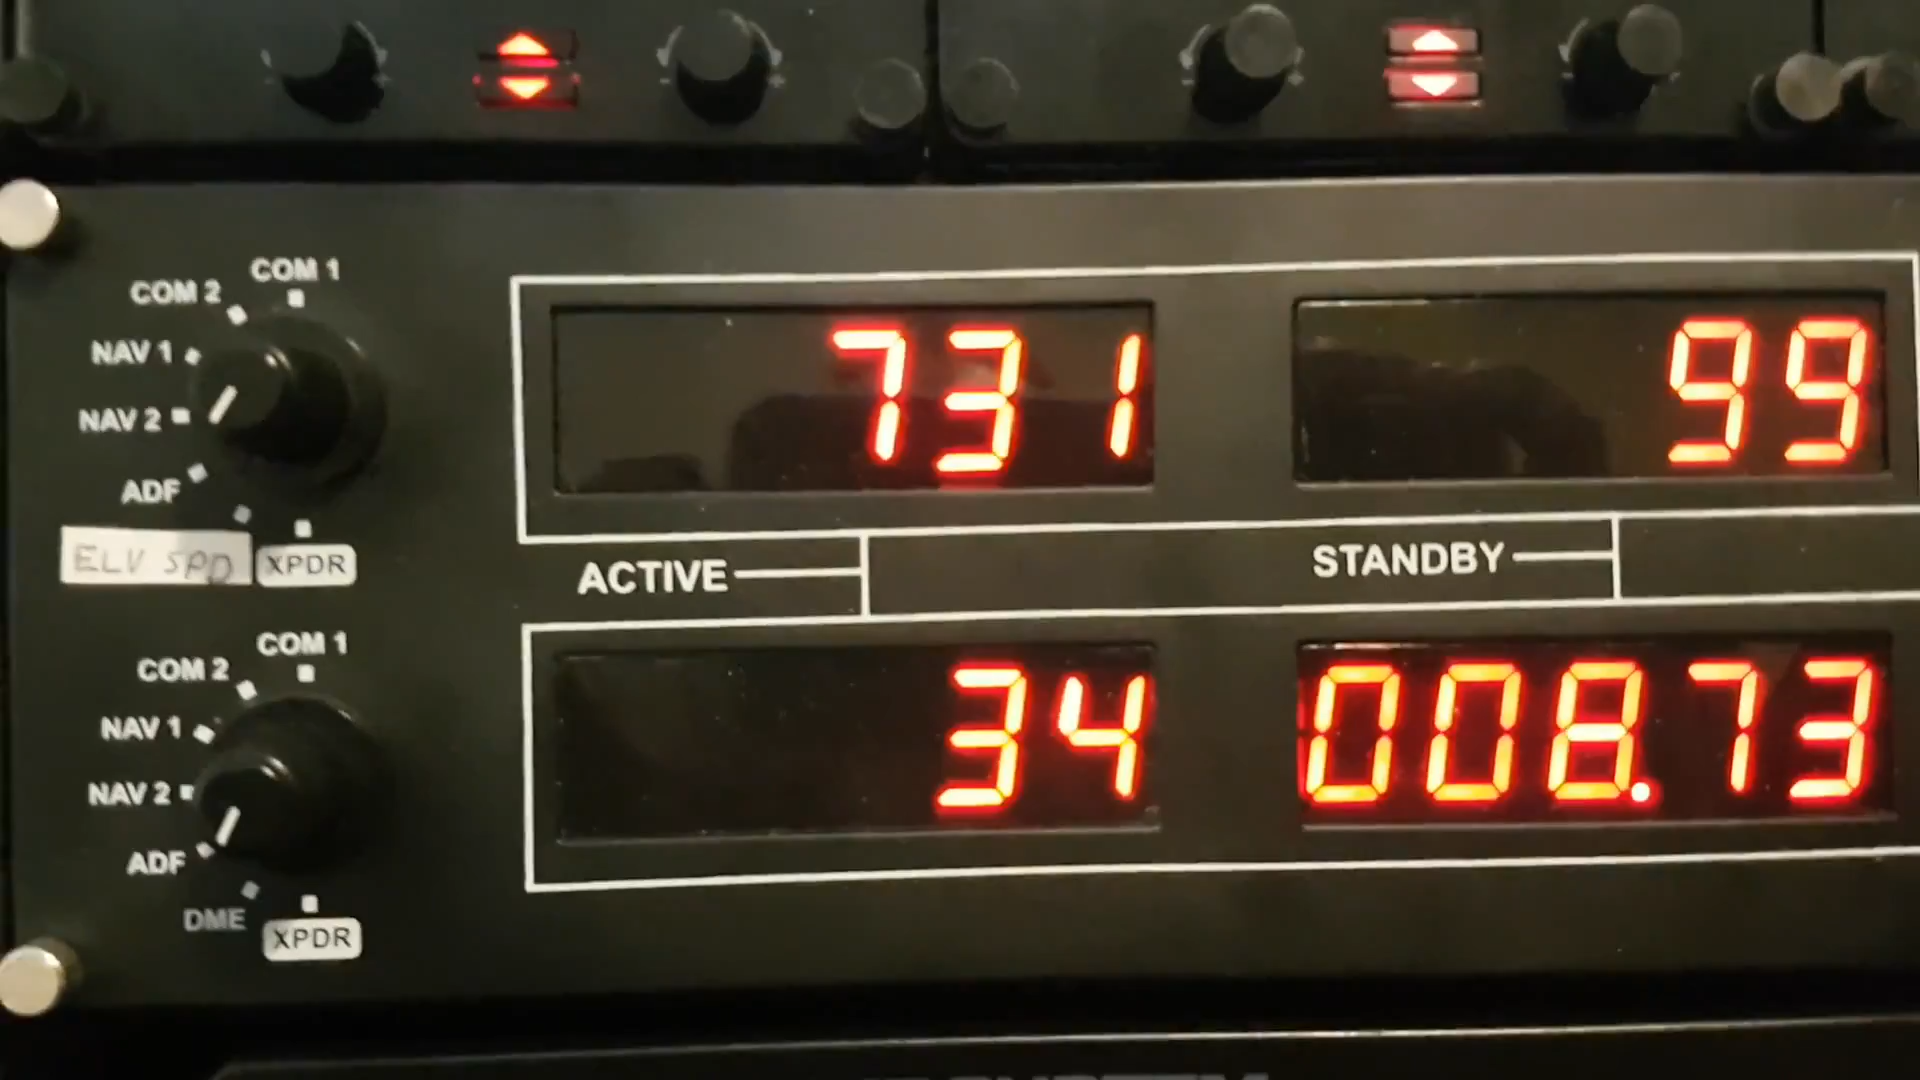 COM 1
COM 2
NAV 1
NAV 2
ADF
ELV SPD
XPDR
731
99
ACTIVE
STANDBY
COM 1
COM 2
NAV 1
NAV 2
ADF
DME
XPDR
34
008.73